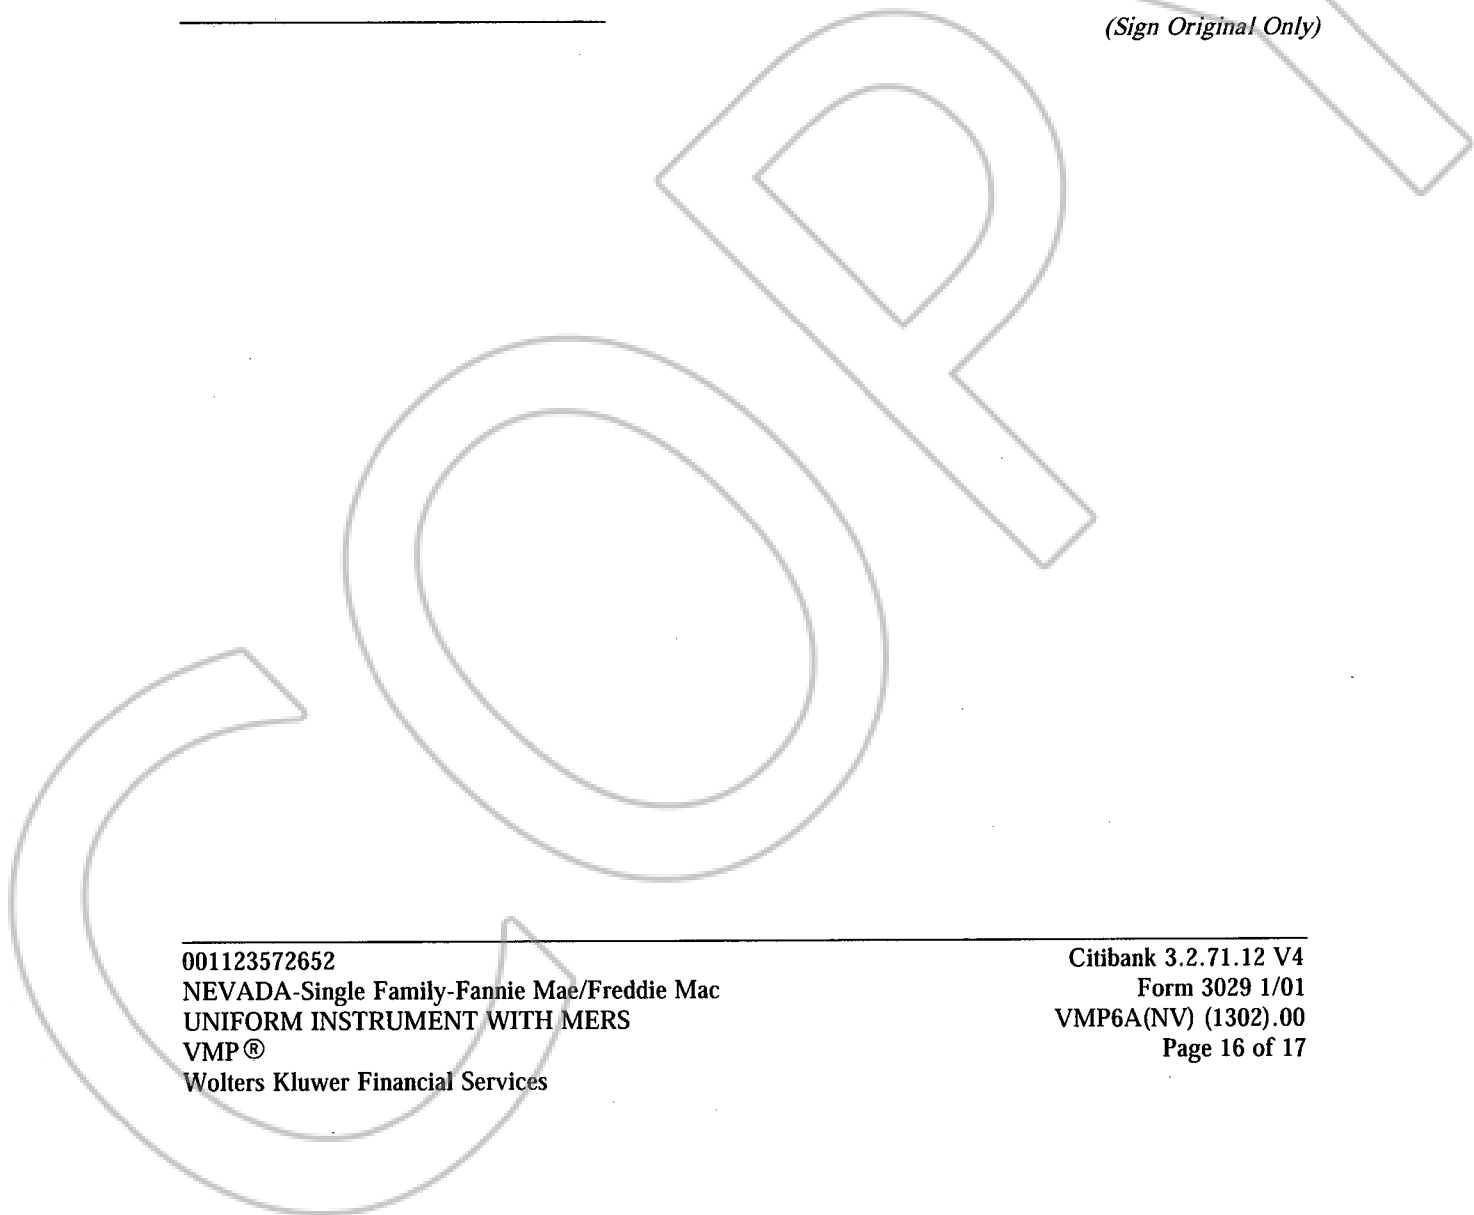 (Sign Original Only)
COPY
001123572652
NEVADA-Single Family-Fannie Mae/Freddie Mac
UNIFORM INSTRUMENT WITH MERS
VMP®
Wolters Kluwer Financial Services
Citibank 3.2.71.12 V4
Form 3029 1/01
VMP6A(NV) (1302).00
Page 16 of 17